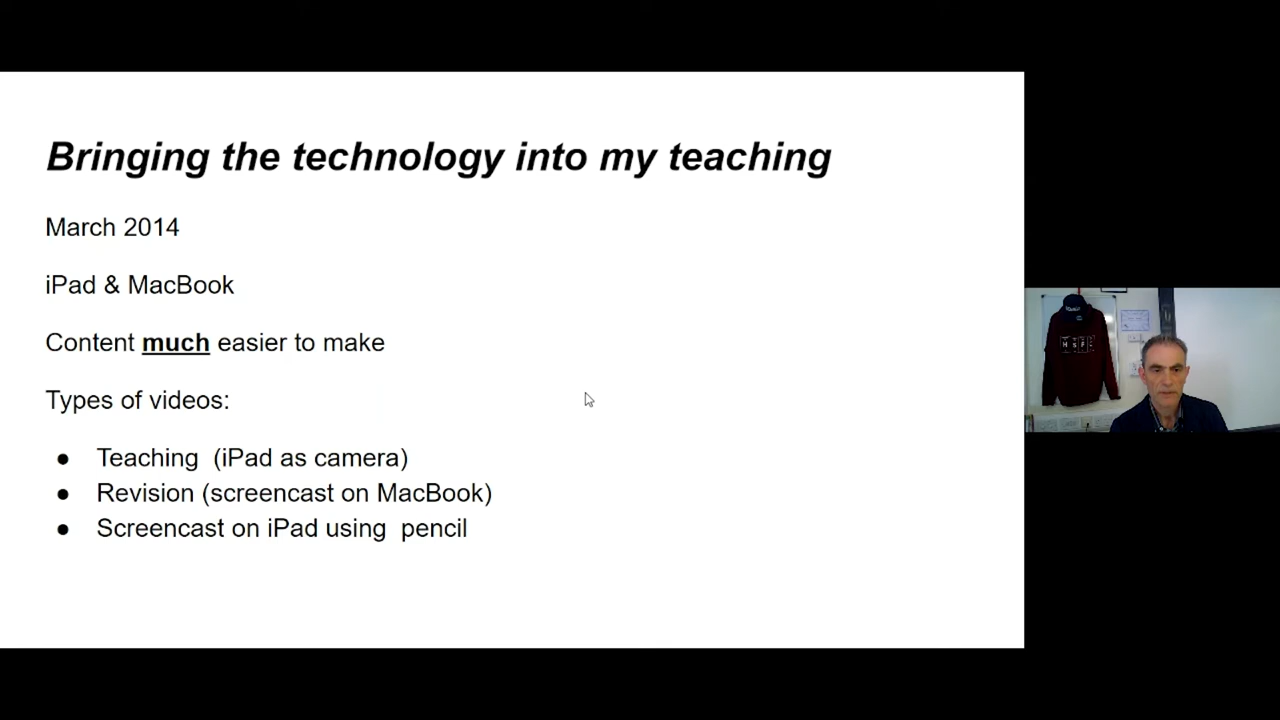 Bringing the technology into my teaching
March 2014
iPad & MacBook
Content much easier to make
Types of videos:
● Teaching (iPad as camera)
● Revision (screencast on MacBook)
● Screencast on iPad using pencil